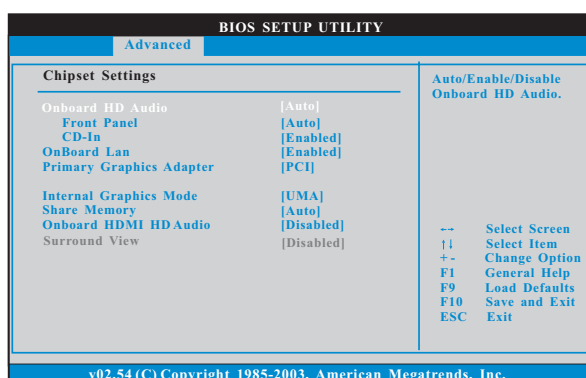 BIOS SETUP UTILITY
Advanced
Chipset Settings
Onboard HD Audio [Auto]
Front Panel [Auto]
CD-In [Enabled]
OnBoard Lan [Enabled]
Primary Graphics Adapter [PCI]
Internal Graphics Mode [UMA]
Share Memory [Auto]
Onboard HDMI HD Audio [Disabled]
Surround View [Disabled]
Auto/Enable/Disable
Onboard HD Audio.
←→ Select Screen
↑↓ Select Item
+ - Change Option
F1 General Help
F9 Load Defaults
F10 Save and Exit
ESC Exit
v02.54 (C) Copyright 1985-2003, American Megatrends, Inc.